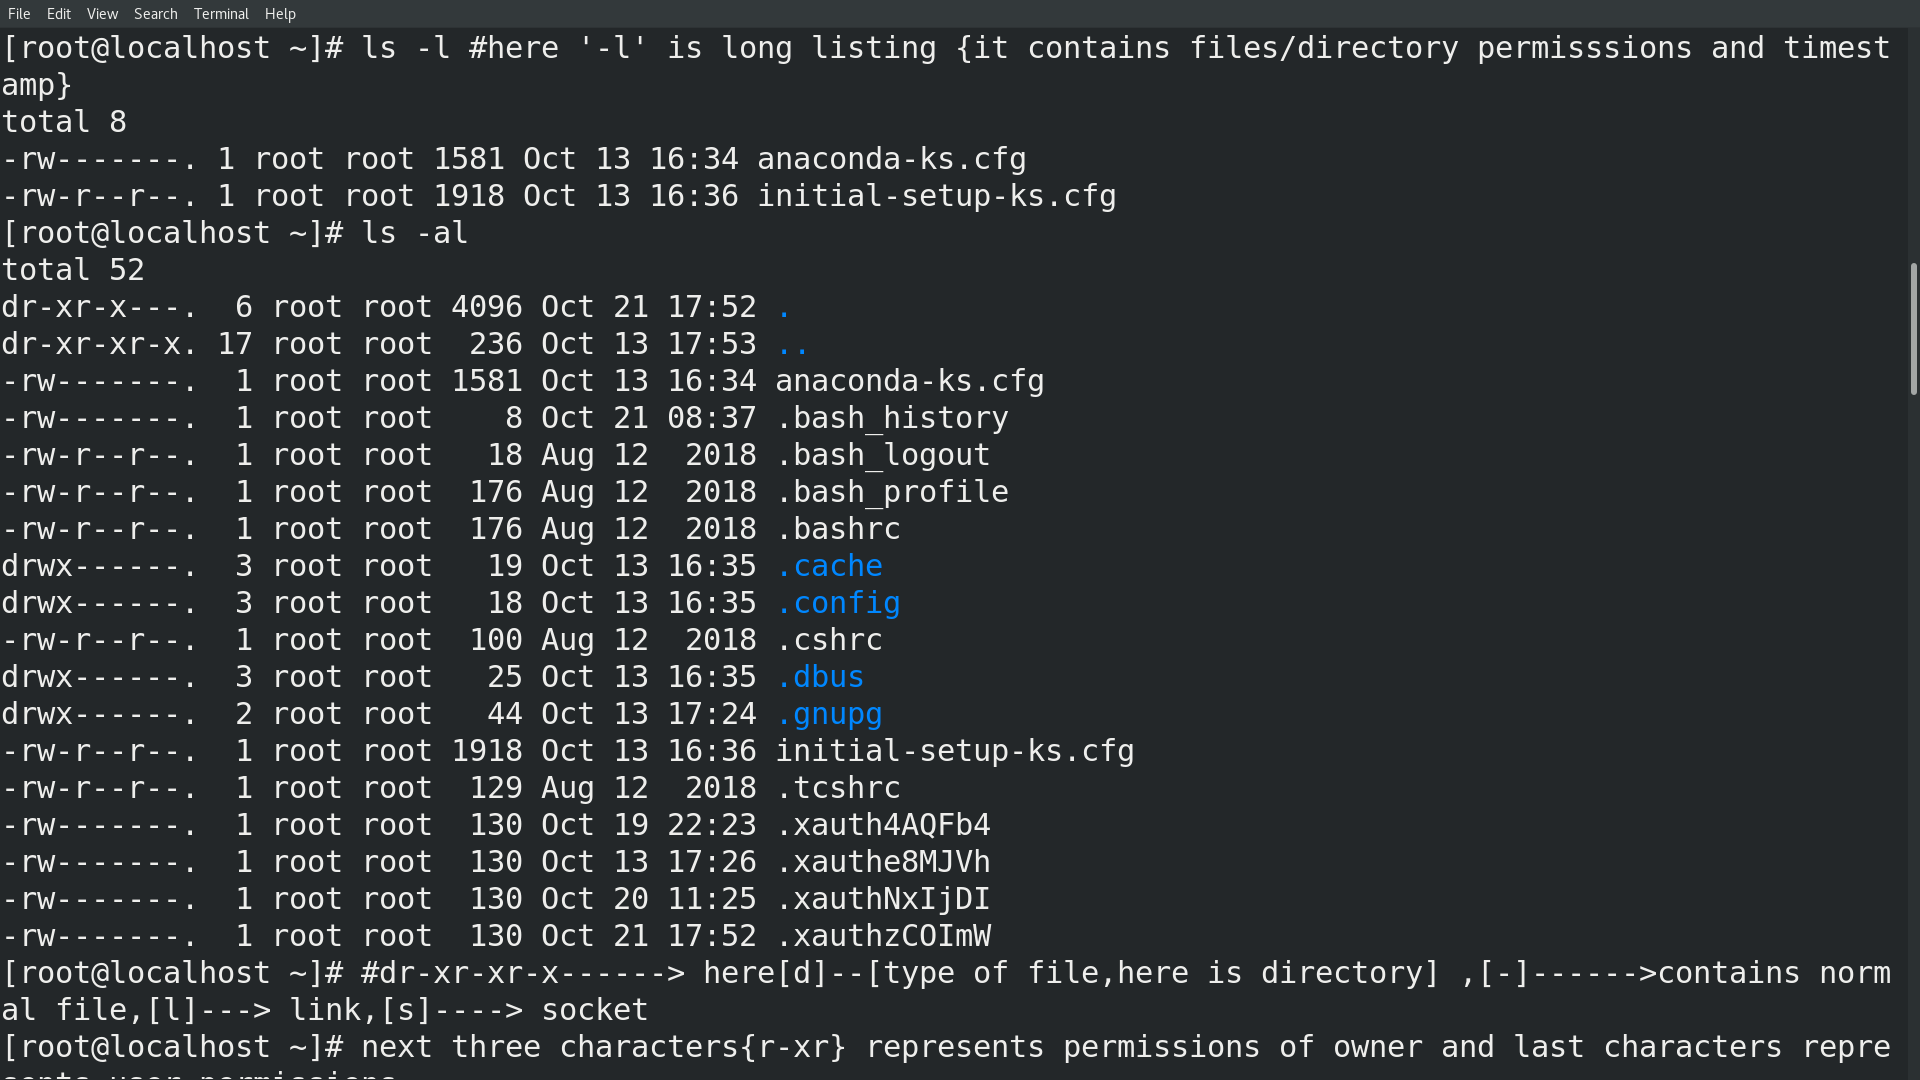 File Edit View Search Terminal Help
[root@localhost ~]# ls -l #here '-l' is long listing {it contains files/directory permisssions and timest
amp}
total 8
-rw-------. 1 root root 1581 Oct 13 16:34 anaconda-ks.cfg
-rw-r--r--. 1 root root 1918 Oct 13 16:36 initial-setup-ks.cfg
[root@localhost ~]# ls -al
total 52
dr-xr-x---.  6 root root 4096 Oct 21 17:52 .
dr-xr-xr-x. 17 root root  236 Oct 13 17:53 ..
-rw-------.  1 root root 1581 Oct 13 16:34 anaconda-ks.cfg
-rw-------.  1 root root    8 Oct 21 08:37 .bash_history
-rw-r--r--.  1 root root   18 Aug 12  2018 .bash_logout
-rw-r--r--.  1 root root  176 Aug 12  2018 .bash_profile
-rw-r--r--.  1 root root  176 Aug 12  2018 .bashrc
drwx------.  3 root root   19 Oct 13 16:35 .cache
drwx------.  3 root root   18 Oct 13 16:35 .config
-rw-r--r--.  1 root root  100 Aug 12  2018 .cshrc
drwx------.  3 root root   25 Oct 13 16:35 .dbus
drwx------.  2 root root   44 Oct 13 17:24 .gnupg
-rw-r--r--.  1 root root 1918 Oct 13 16:36 initial-setup-ks.cfg
-rw-r--r--.  1 root root  129 Aug 12  2018 .tcshrc
-rw-------.  1 root root  130 Oct 19 22:23 .xauth4AQFb4
-rw-------.  1 root root  130 Oct 13 17:26 .xauthe8MJVh
-rw-------.  1 root root  130 Oct 20 11:25 .xauthNxIjDI
-rw-------.  1 root root  130 Oct 21 17:52 .xauthzCOImW
[root@localhost ~]# #dr-xr-xr-x------> here[d]--[type of file,here is directory] ,[-]------>contains norm
al file,[l]---> link,[s]----> socket
[root@localhost ~]# next three characters{r-xr} represents permissions of owner and last characters repre